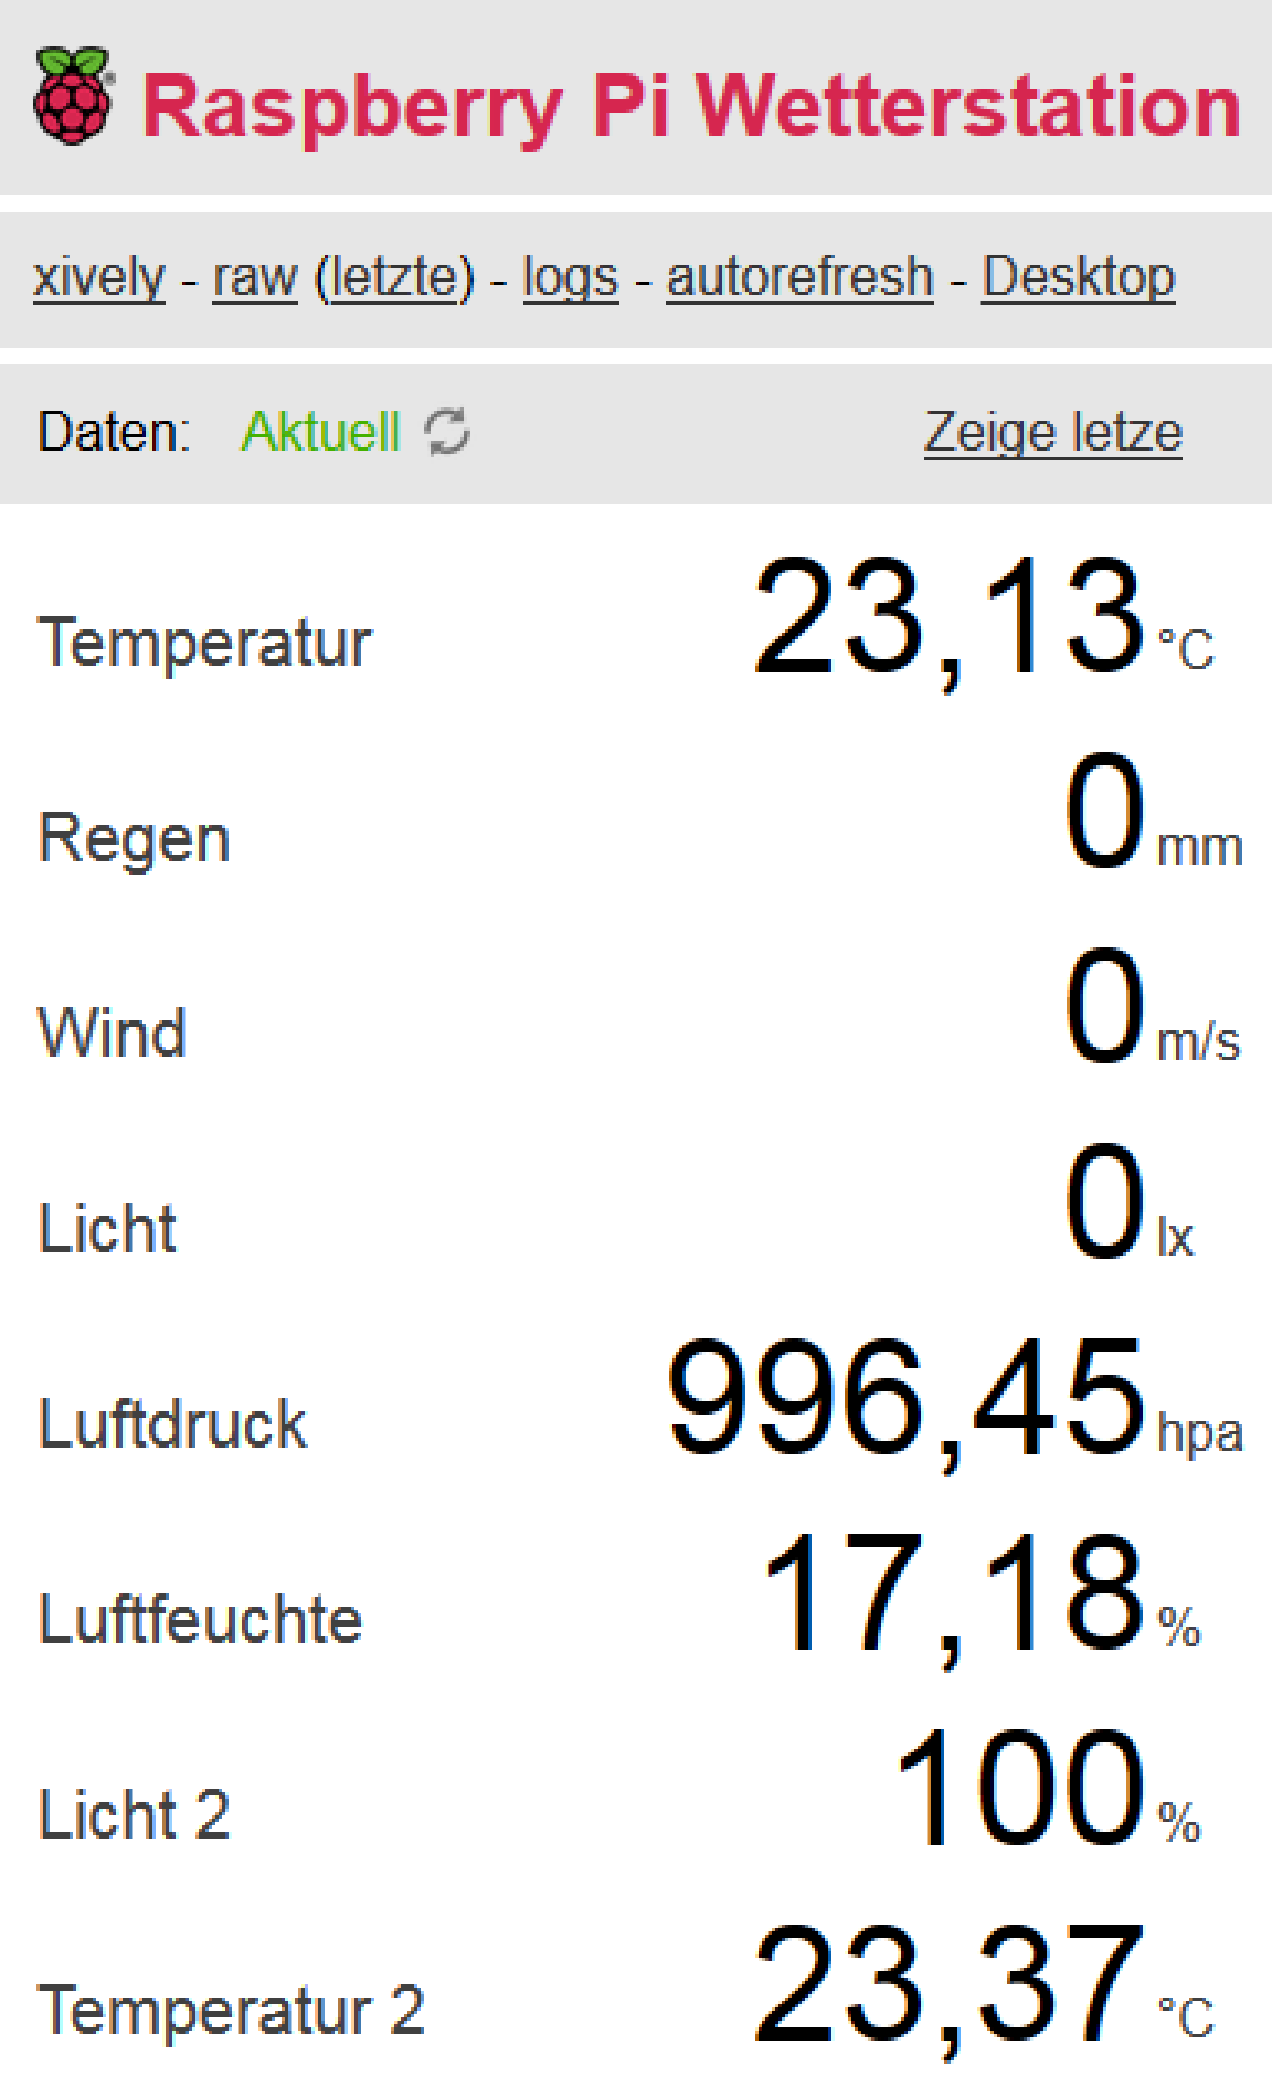 Raspberry Pi Wetterstation
xively - raw (letzte) - logs - autorefresh - Desktop
Daten: Aktuell Zeige letze
Temperatur 23,13 °C
Regen 0 mm
Wind 0 m/s
Licht 0 lx
Luftdruck 996,45 hpa
Luftfeuchte 17,18 %
Licht 2 100 %
Temperatur 2 23,37 °C